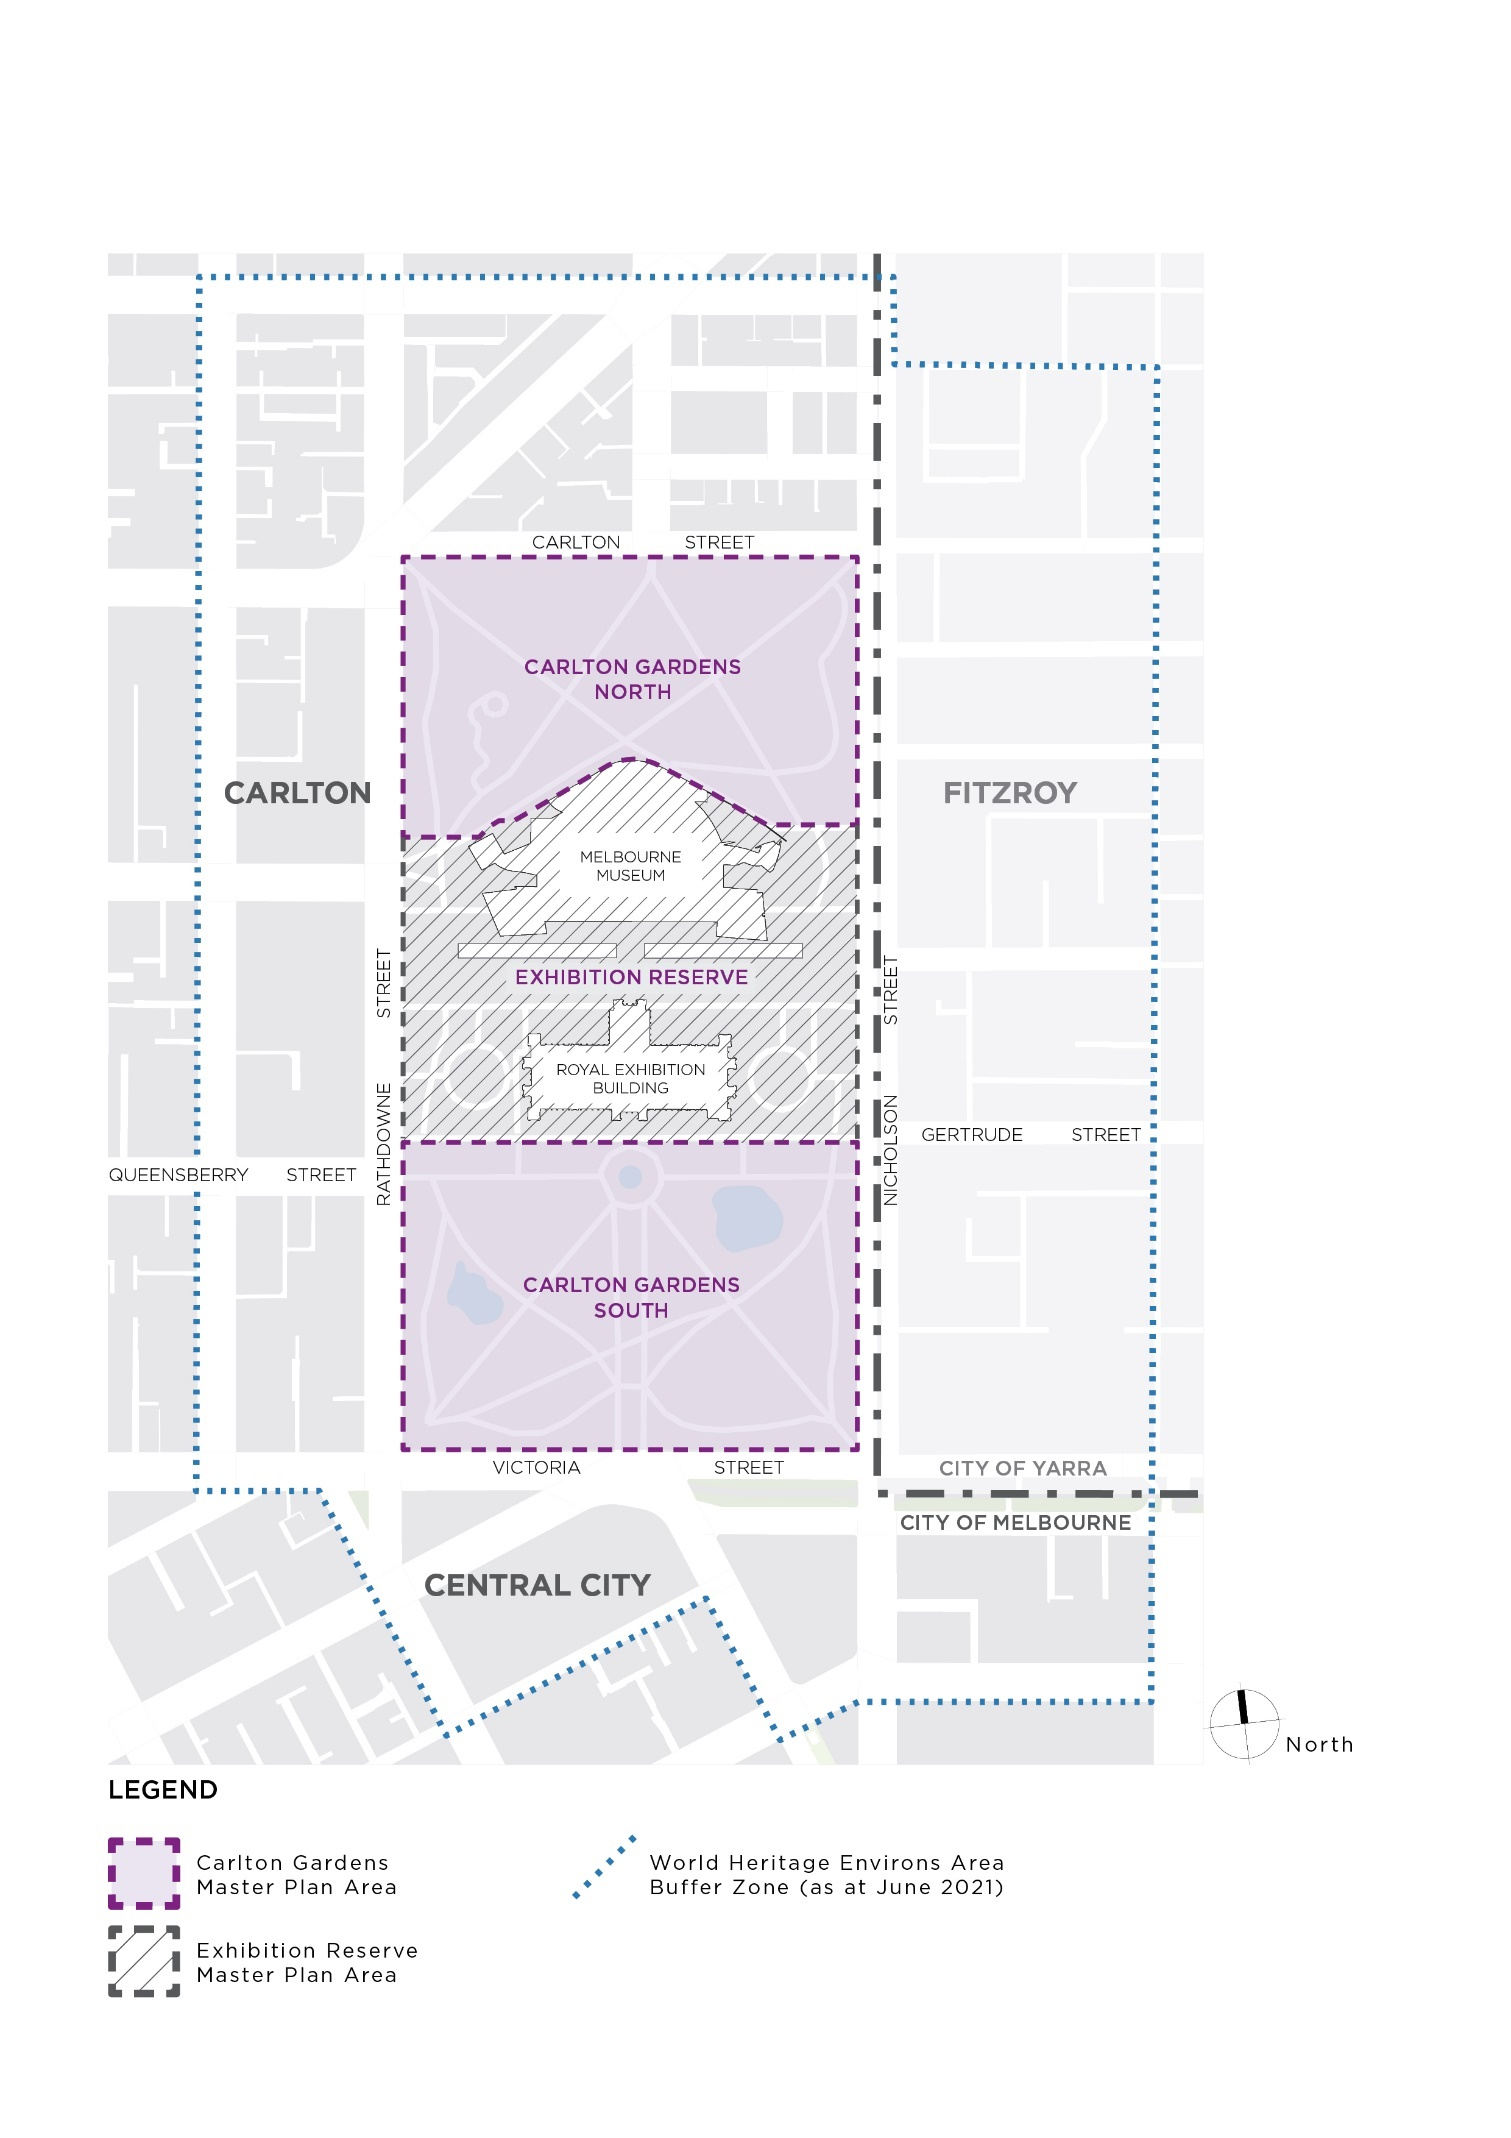 CARLTON STREET
CARLTON GARDENS
NORTH
CARLTON
FITZROY
MELBOURNE
MUSEUM
EXHIBITION RESERVE
ROYAL EXHIBITION
BUILDING
RATHDOWNE STREET
NICHOLSON STREET
GERTRUDE STREET
QUEENSBERRY STREET
CARLTON GARDENS
SOUTH
VICTORIA STREET
CITY OF YARRA
CITY OF MELBOURNE
CENTRAL CITY
North
LEGEND
Carlton Gardens
Master Plan Area
World Heritage Environs Area
Buffer Zone (as at June 2021)
Exhibition Reserve
Master Plan Area